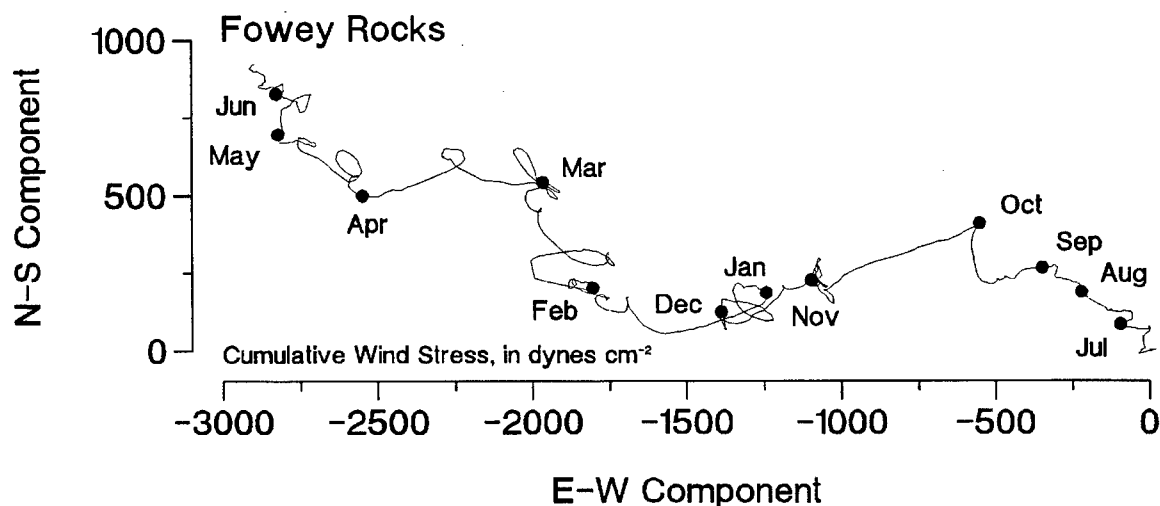 Fowey Rocks
1000
500
0
N-S Component
Jun
May
Apr
Mar
Feb
Dec
Jan
Nov
Oct
Sep
Aug
Jul
Cumulative Wind Stress, in dynes cm⁻²
-3000 -2500 -2000 -1500 -1000 -500 0
E-W Component